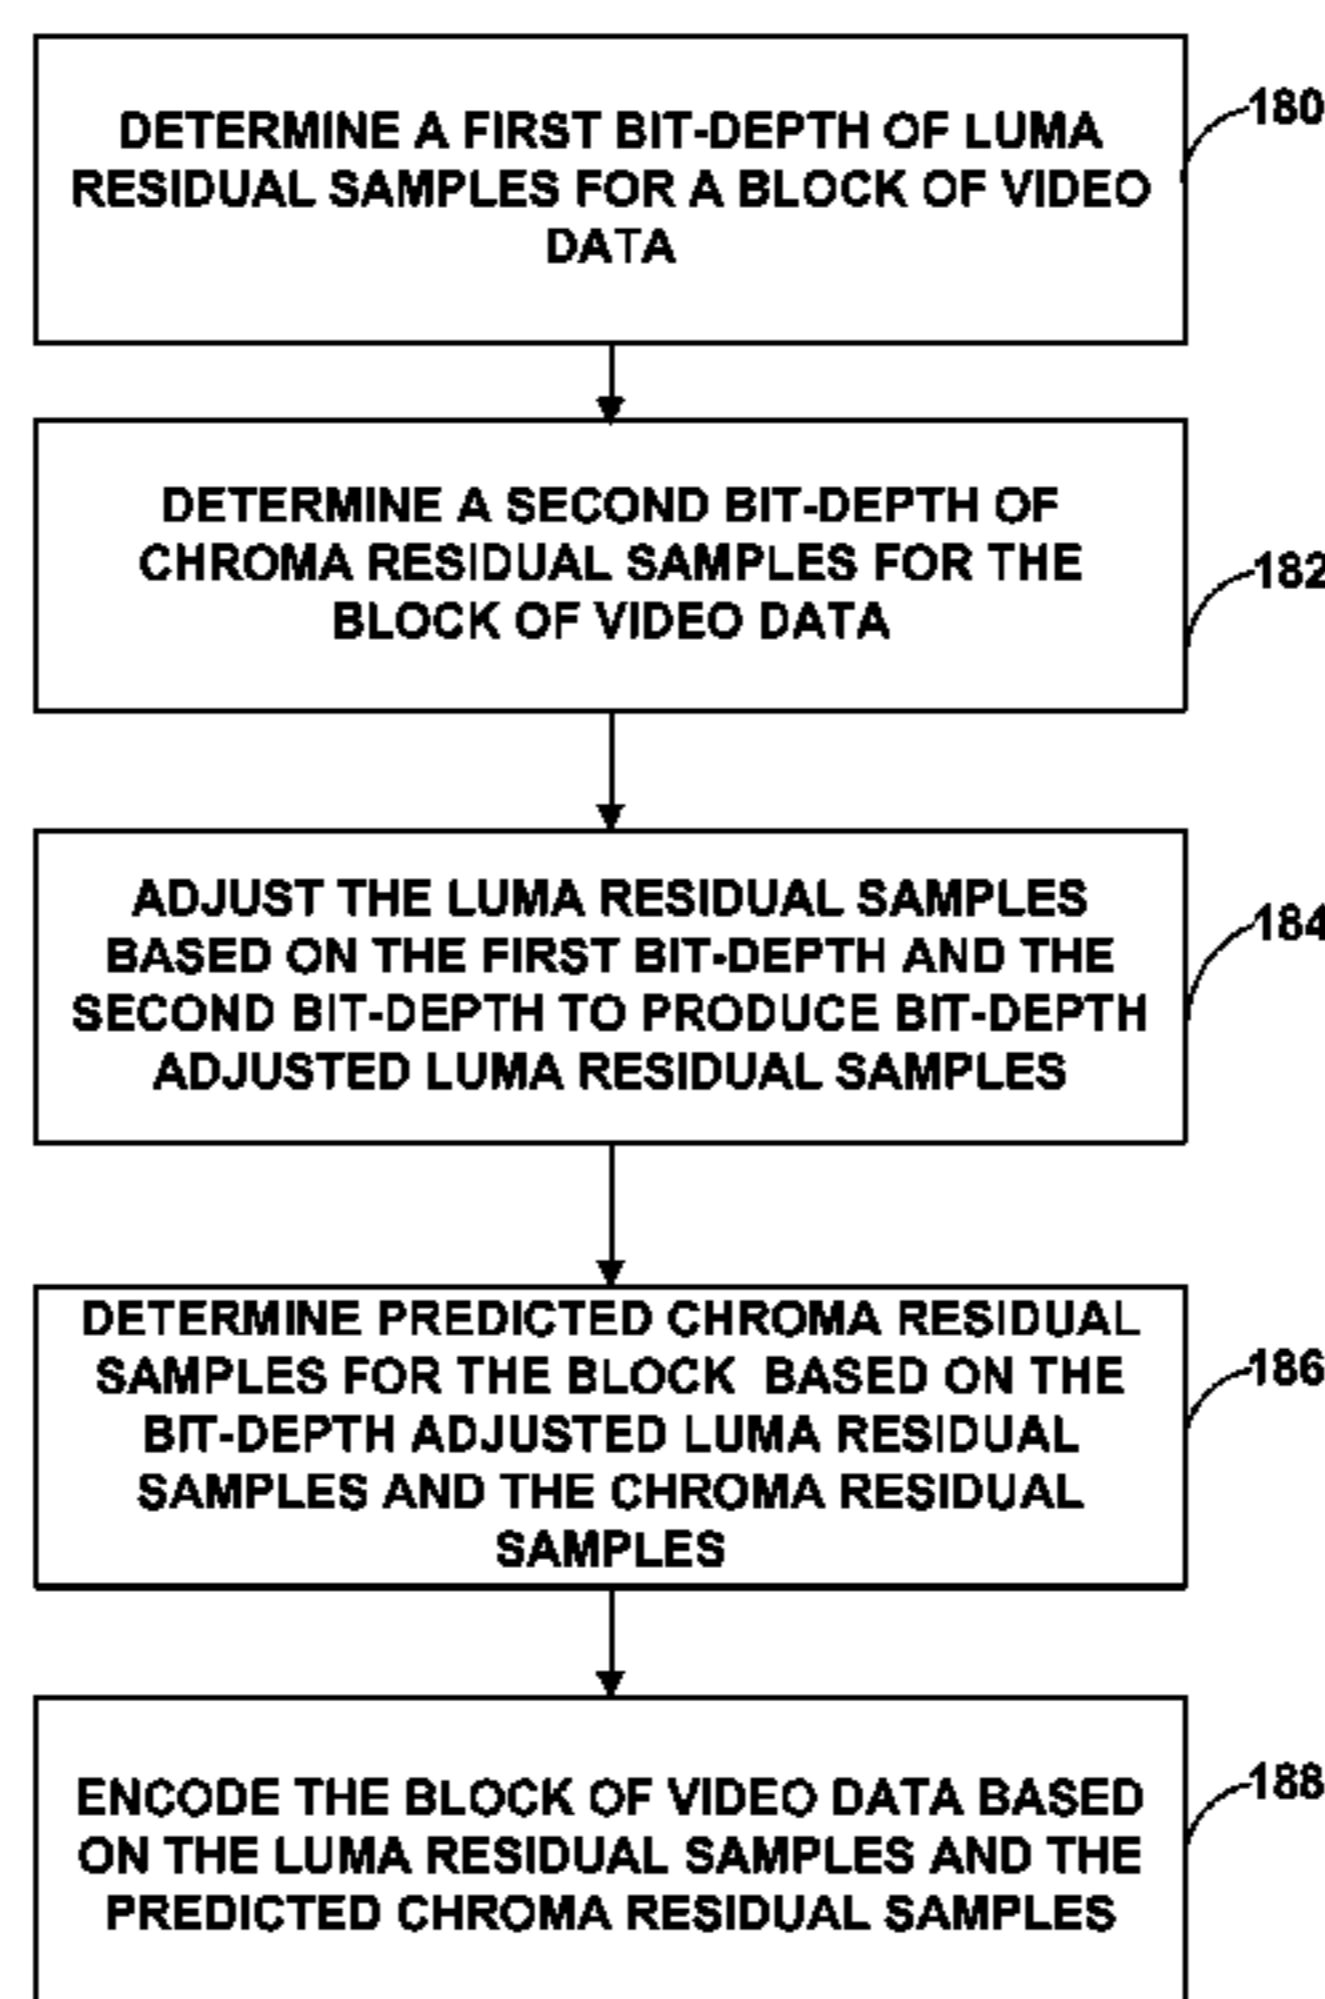 DETERMINE A FIRST BIT-DEPTH OF LUMA
RESIDUAL SAMPLES FOR A BLOCK OF VIDEO
DATA
180
DETERMINE A SECOND BIT-DEPTH OF
CHROMA RESIDUAL SAMPLES FOR THE
BLOCK OF VIDEO DATA
182
ADJUST THE LUMA RESIDUAL SAMPLES
BASED ON THE FIRST BIT-DEPTH AND THE
SECOND BIT-DEPTH TO PRODUCE BIT-DEPTH
ADJUSTED LUMA RESIDUAL SAMPLES
184
DETERMINE PREDICTED CHROMA RESIDUAL
SAMPLES FOR THE BLOCK BASED ON THE
BIT-DEPTH ADJUSTED LUMA RESIDUAL
SAMPLES AND THE CHROMA RESIDUAL
SAMPLES
186
ENCODE THE BLOCK OF VIDEO DATA BASED
ON THE LUMA RESIDUAL SAMPLES AND THE
PREDICTED CHROMA RESIDUAL SAMPLES
188